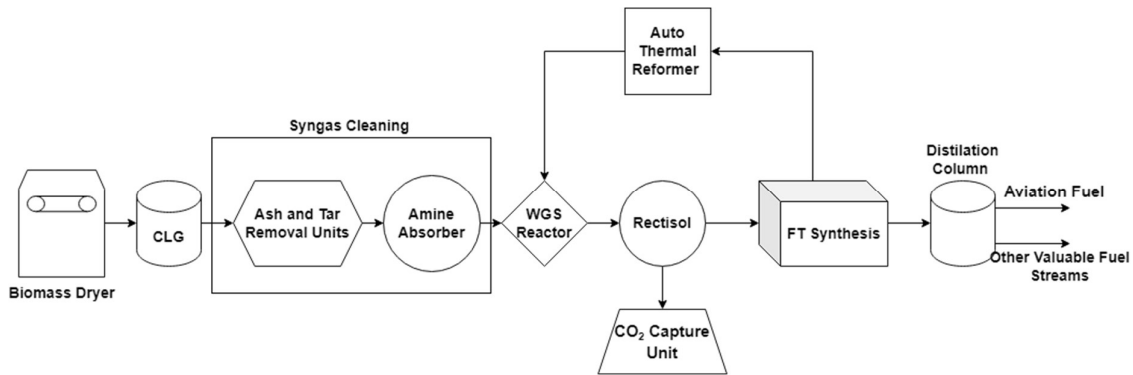 Auto
Thermal
Reformer
Syngas Cleaning
Biomass Dryer
CLG
Ash and Tar
Removal Units
Amine
Absorber
WGS
Reactor
Rectisol
CO₂ Capture
Unit
FT Synthesis
Distilation
Column
Aviation Fuel
Other Valuable Fuel
Streams